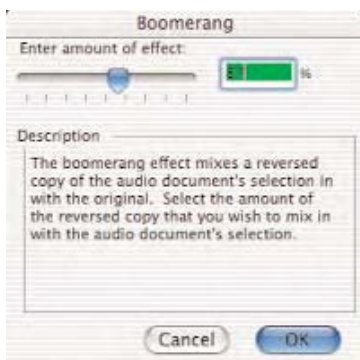 Boomerang
Enter amount of effect:
%
Description
The boomerang effect mixes a reversed
copy of the audio document's selection in
with the original. Select the amount of
the reversed copy that you wish to mix in
with the audio document's selection.
Cancel
OK